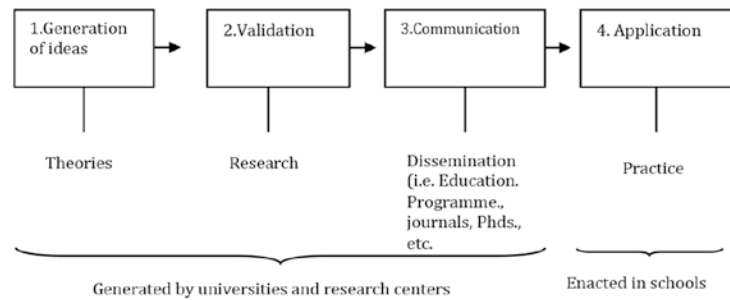 1.Generation
of ideas
2.Validation
3.Communication
4. Application
Theories
Research
Dissemination
(i.e. Education.
Programme.,
journals, Phds.,
etc.
Practice
Generated by universities and research centers
Enacted in schools